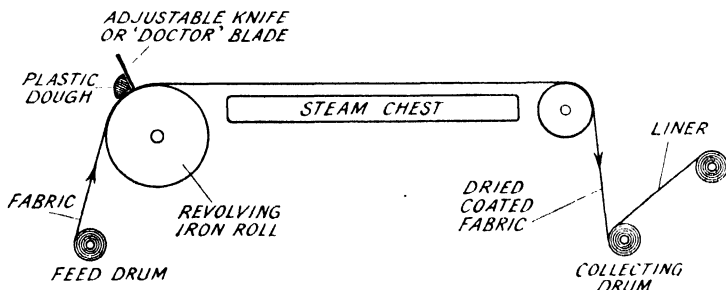 ADJUSTABLE KNIFE
OR 'DOCTOR' BLADE
PLASTIC
DOUGH
STEAM CHEST
LINER
FABRIC
REVOLVING
IRON ROLL
DRIED
COATED
FABRIC
FEED DRUM
COLLECTING
DRUM